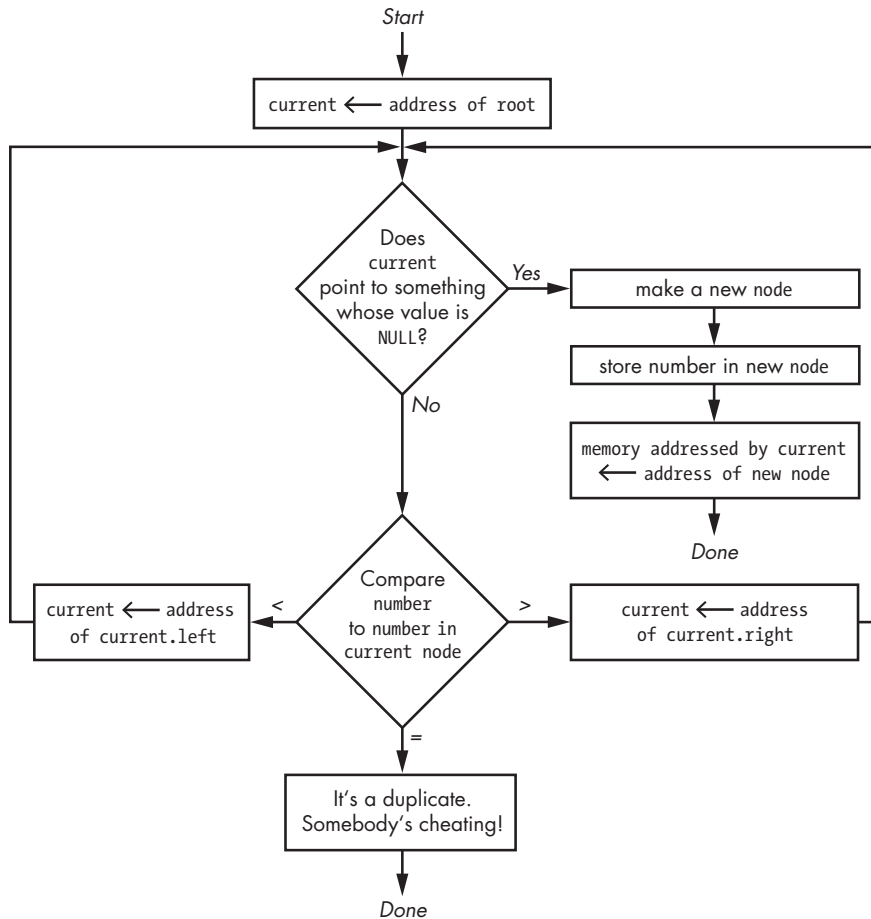 Start
current ← address of root
Does
current
point to something
whose value is
NULL?
Yes
make a new node
store number in new node
memory addressed by current
← address of new node
Done
No
Compare
number
to number in
current node
<
current ← address
of current.left
>
current ← address
of current.right
=
It's a duplicate.
Somebody's cheating!
Done